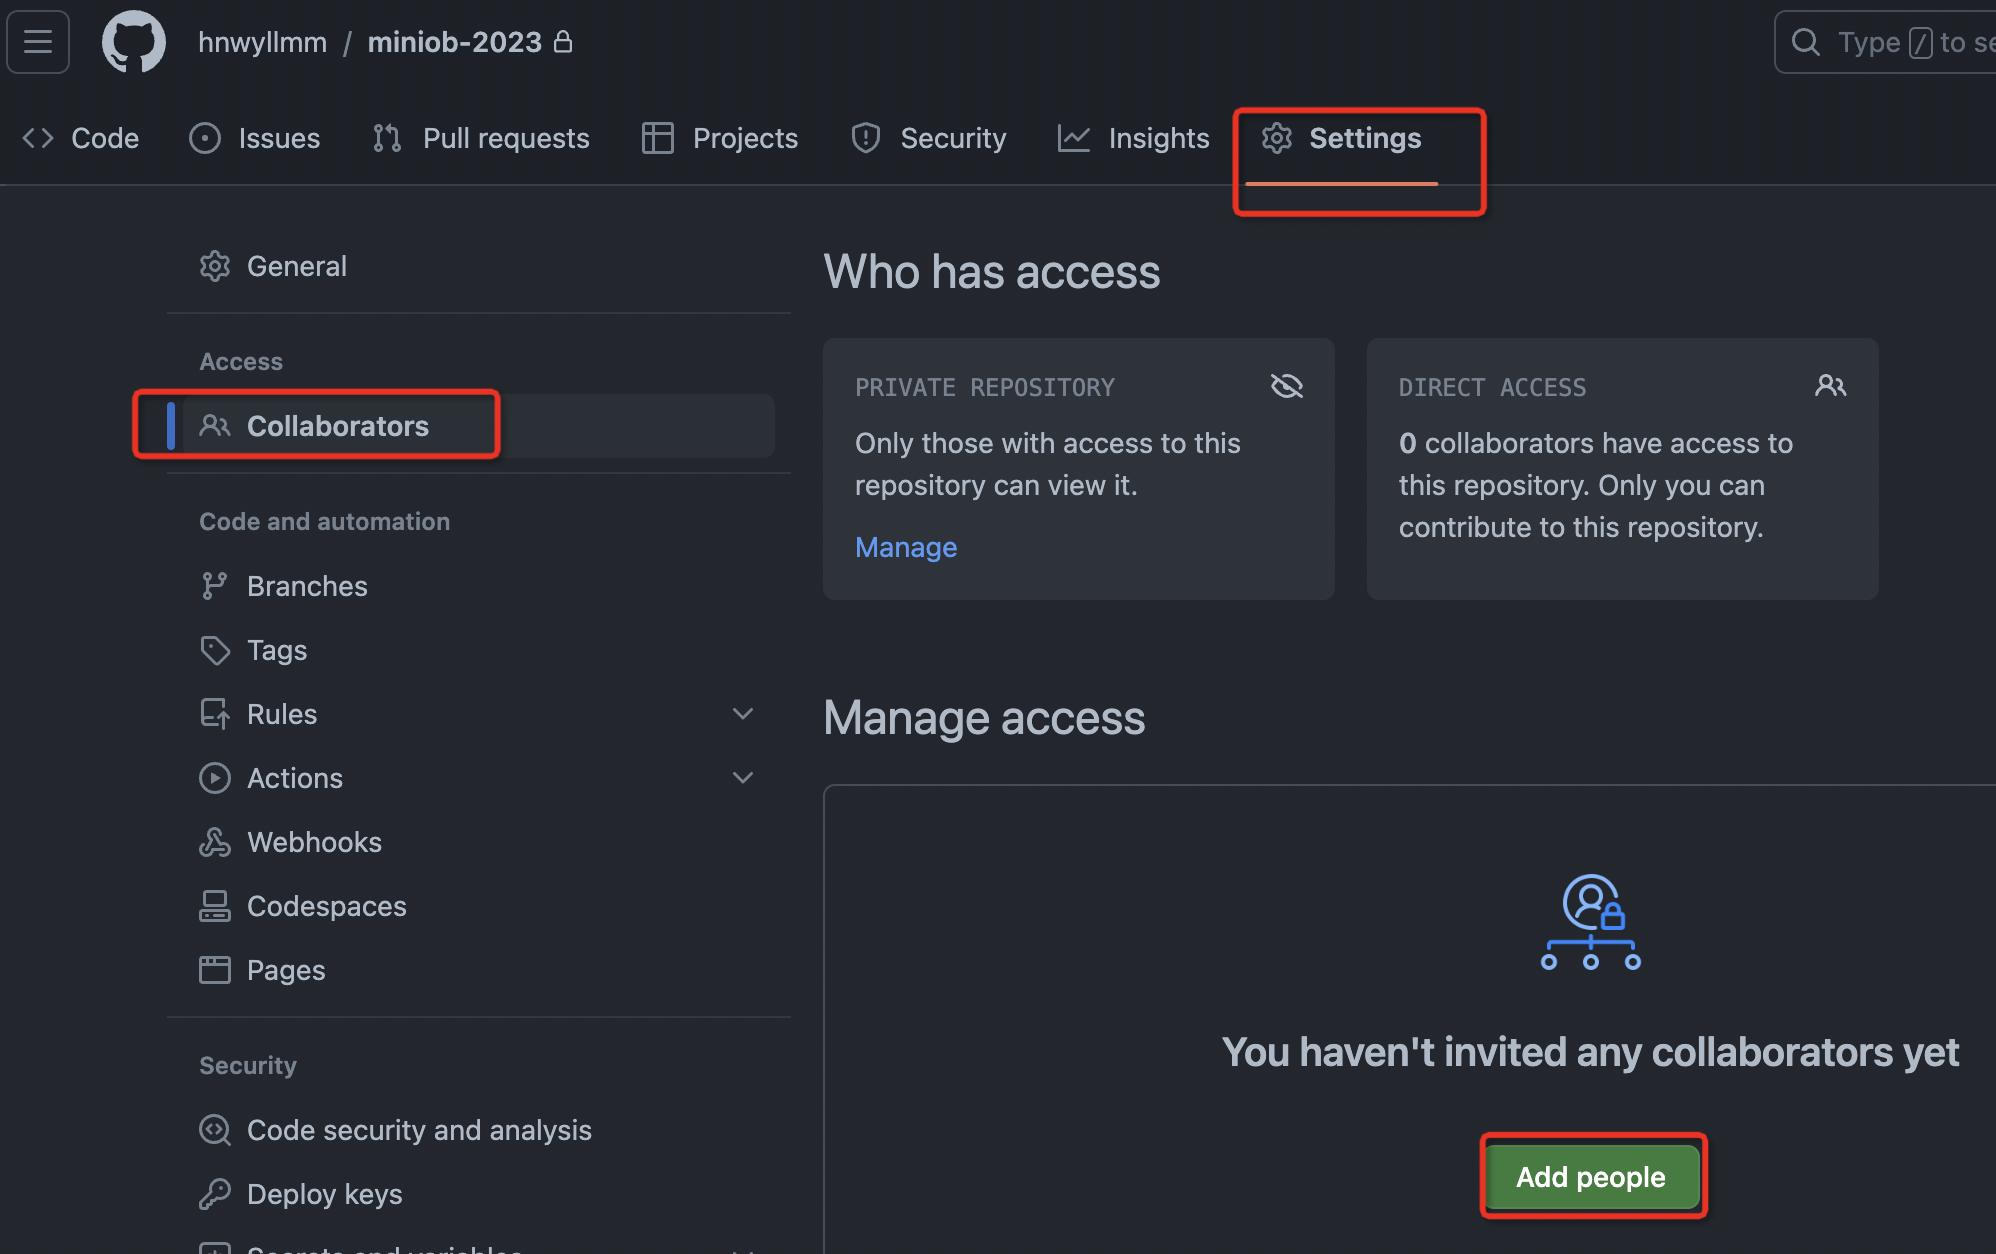 hnwyllmm / miniob-2023
Type / to se
Code Issues Pull requests Projects Security Insights Settings
General
Access
Collaborators
Code and automation
Branches
Tags
Rules
Actions
Webhooks
Codespaces
Pages
Security
Code security and analysis
Deploy keys
Secrets and variables
Who has access
PRIVATE REPOSITORY
Only those with access to this
repository can view it.
Manage
DIRECT ACCESS
0 collaborators have access to
this repository. Only you can
contribute to this repository.
Manage access
You haven't invited any collaborators yet
Add people